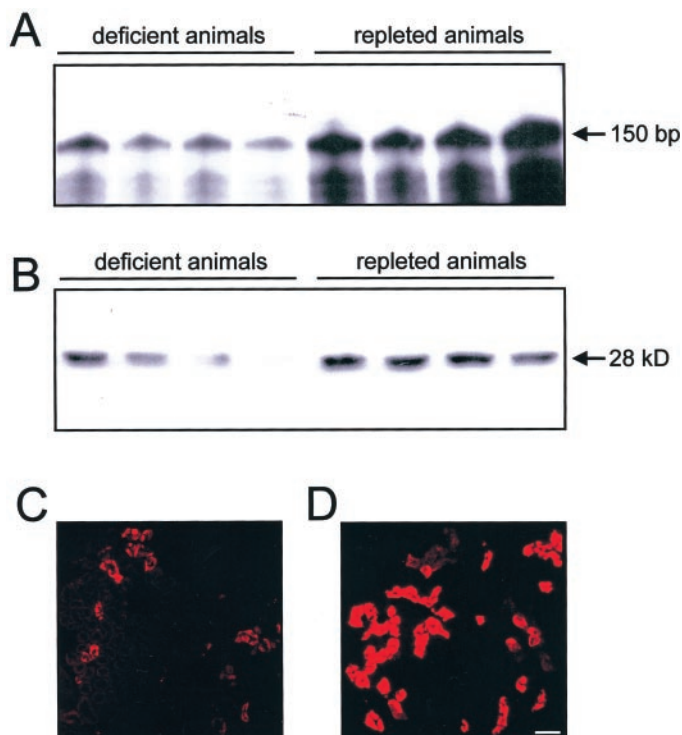 A
deficient animals repleted animals
150 bp
B
deficient animals repleted animals
28 kD
C
D